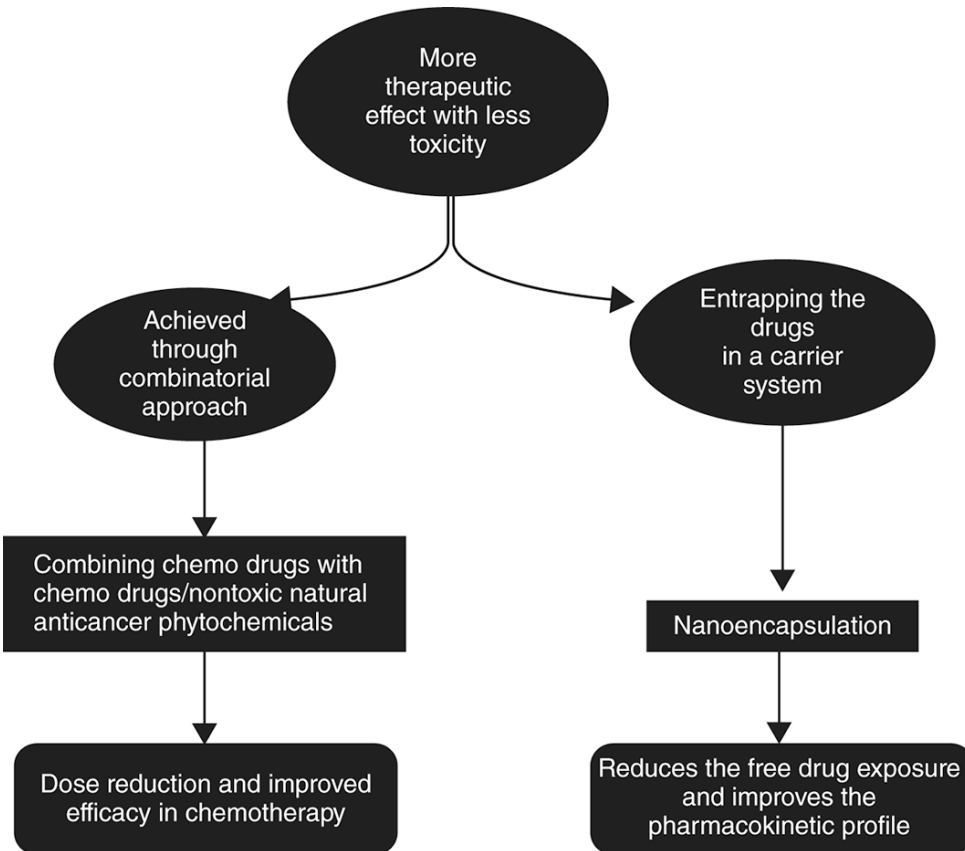 More
therapeutic
effect with less
toxicity
Achieved
through
combinatorial
approach
Entrapping the
drugs
in a carrier
system
Combining chemo drugs with
chemo drugs/nontoxic natural
anticancer phytochemicals
Nanoencapsulation
Dose reduction and improved
efficacy in chemotherapy
Reduces the free drug exposure
and improves the
pharmacokinetic profile